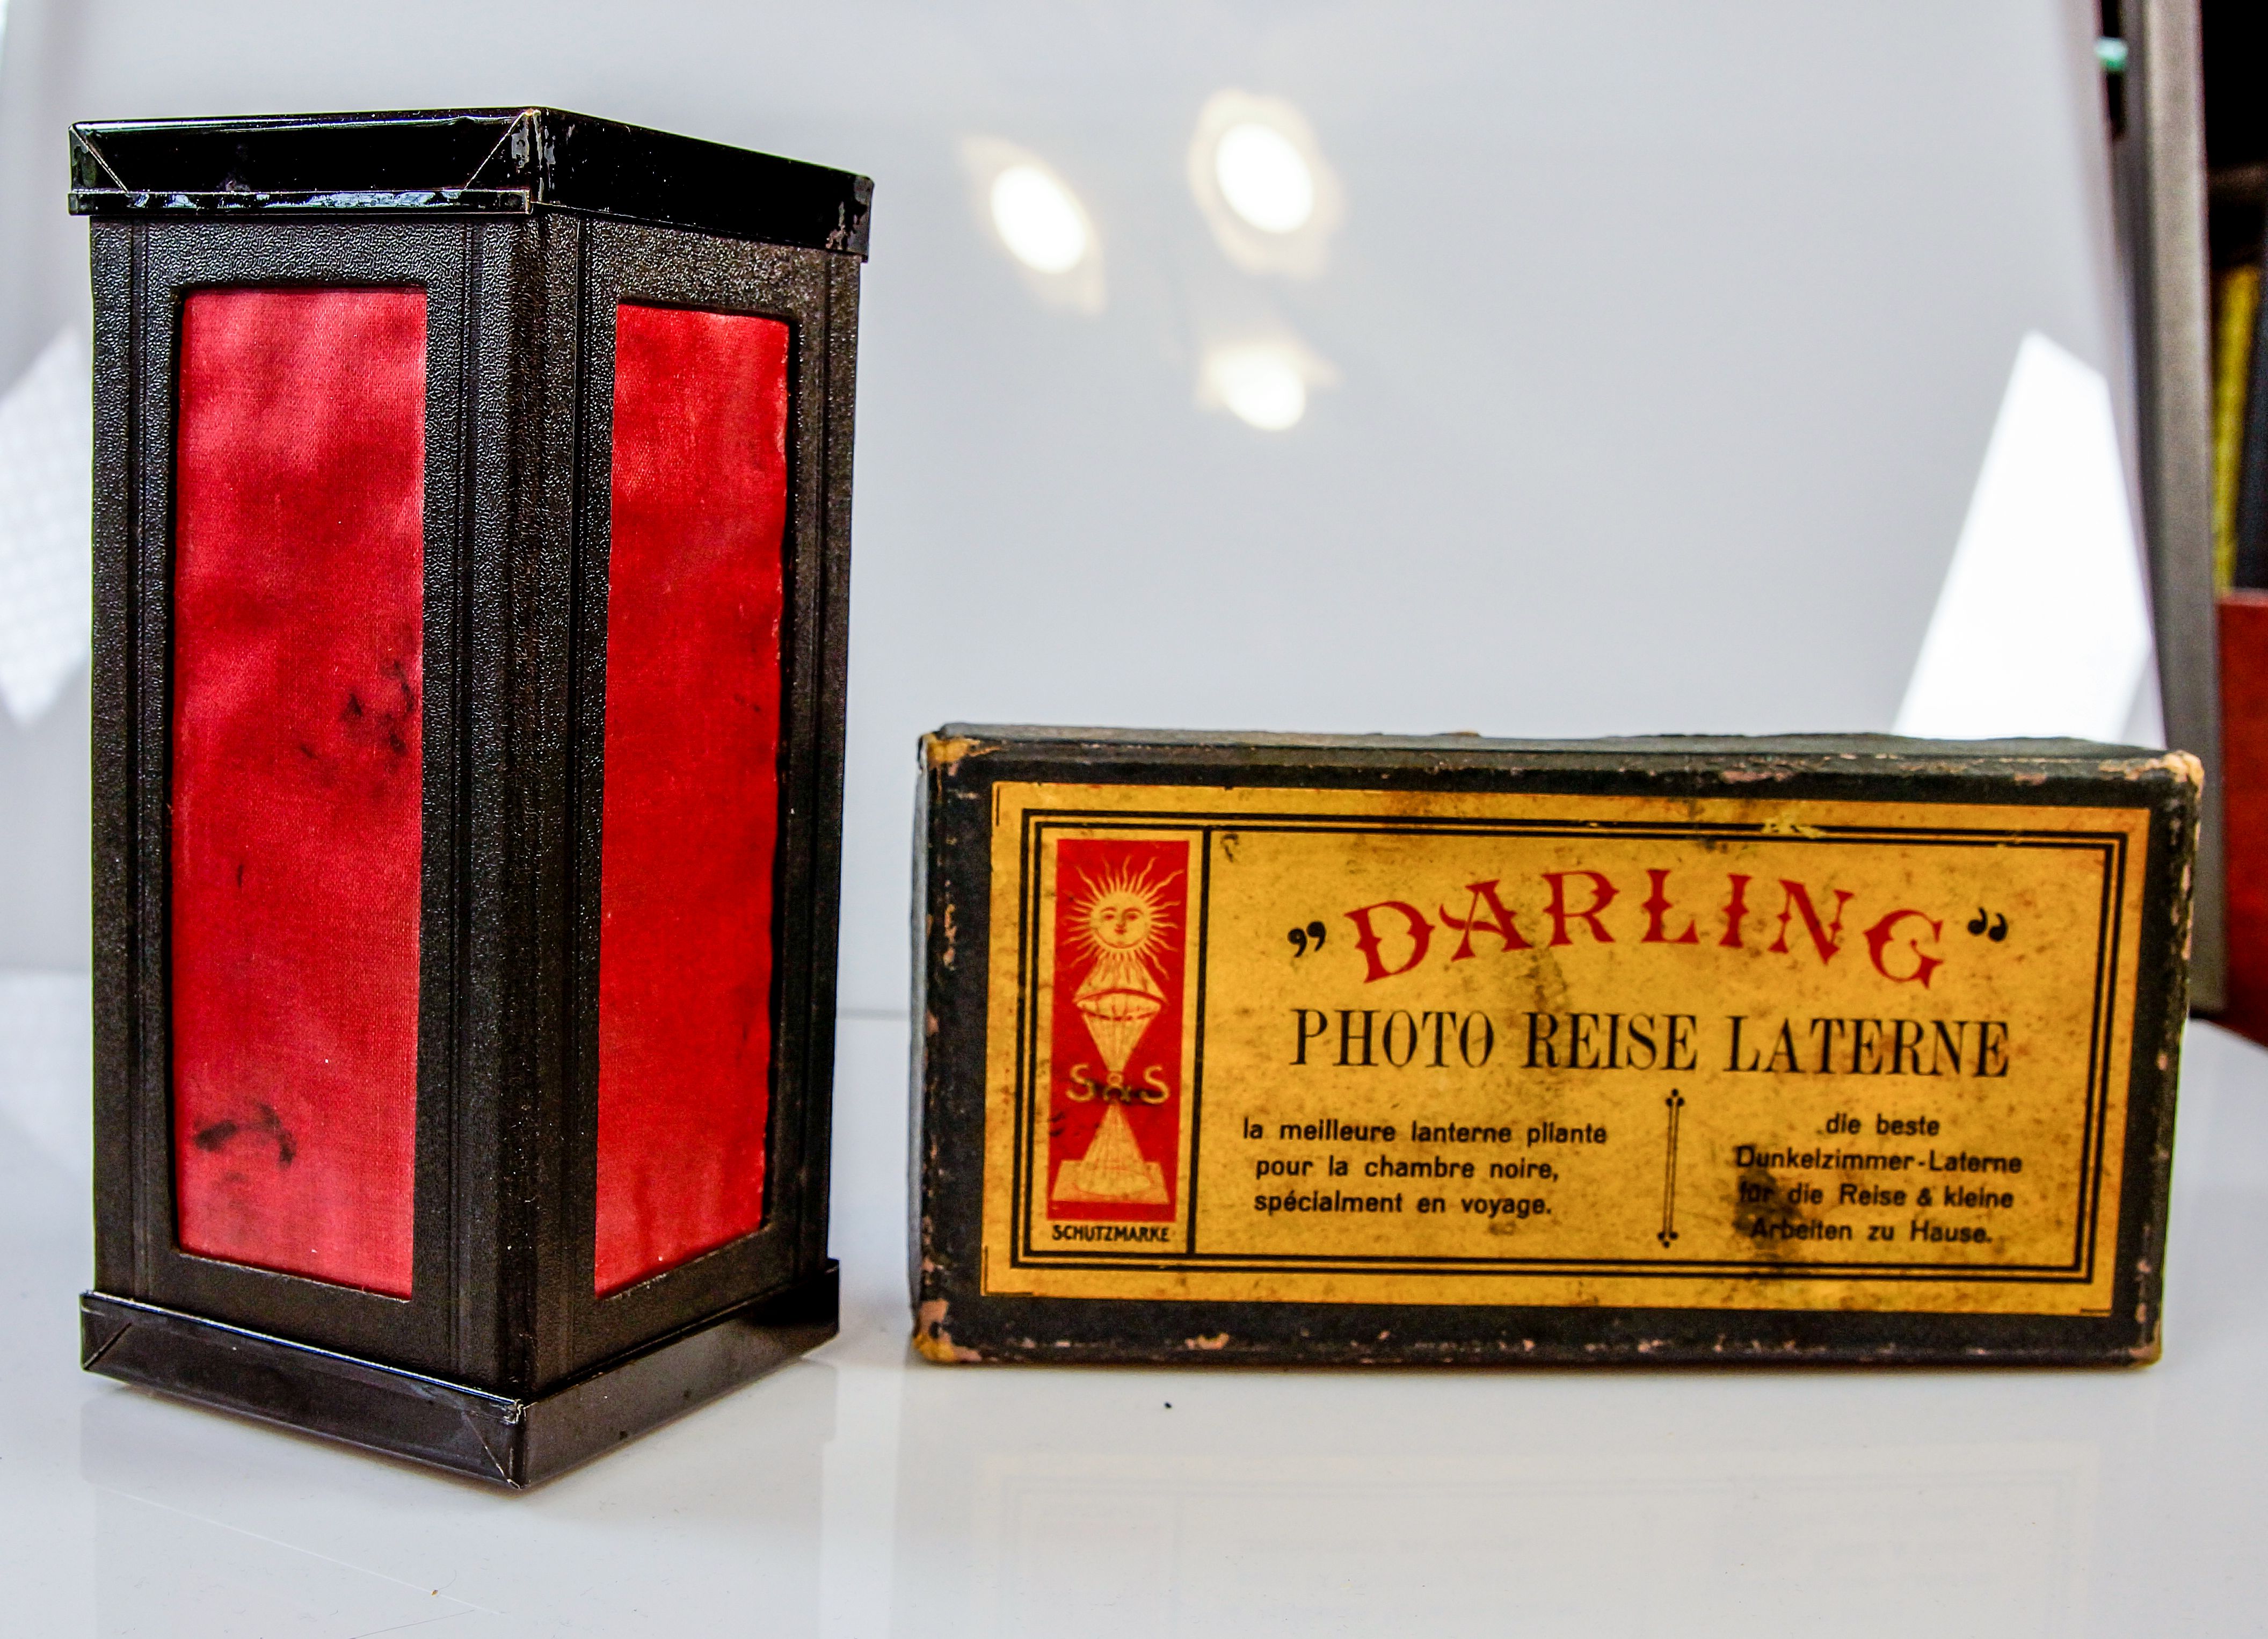 S&S
SCHUTZMARKE
„DARLING“
PHOTO REISE LATERNE
la meilleure lanterne pliante
pour la chambre noire,
spécialment en voyage.
die beste
Dunkelzimmer-Laterne
für die Reise & kleine
Arbeiten zu Hause.